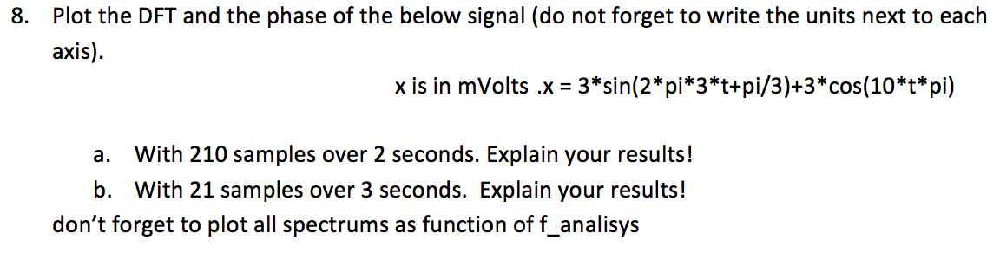 8. Plot the DFT and the phase of the below signal (do not forget to write the units next to each
axis).
x is in mVolts .x = 3*sin(2*pi*3*t+pi/3)+3*cos(10*t*pi)
a. With 210 samples over 2 seconds. Explain your results!
b. With 21 samples over 3 seconds. Explain your results!
don't forget to plot all spectrums as function of f_analisys